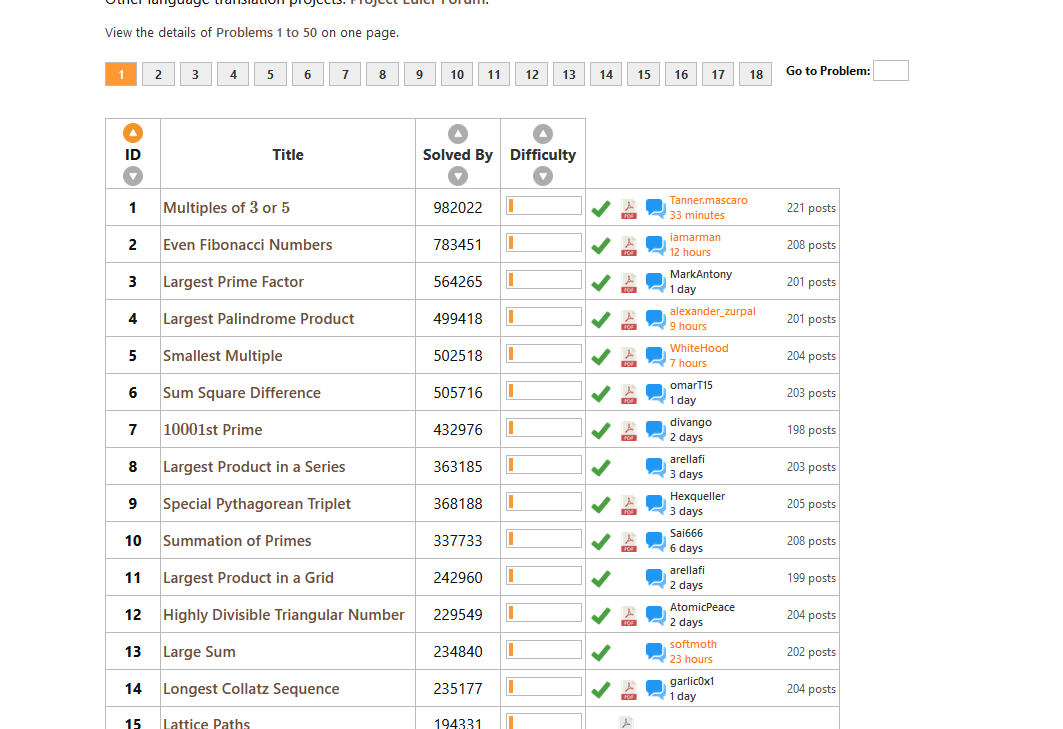 Other language translation projects: Project Euler Forum.
View the details of Problems 1 to 50 on one page.
1 2 3 4 5 6 7 8 9 10 11 12 13 14 15 16 17 18 Go to Problem:
ID Title Solved By Difficulty
1 Multiples of 3 or 5 982022 PDF Tanner.mascaro 33 minutes 221 posts
2 Even Fibonacci Numbers 783451 PDF iamarman 12 hours 208 posts
3 Largest Prime Factor 564265 PDF MarkAntony 1 day 201 posts
4 Largest Palindrome Product 499418 PDF alexander_zurpal 9 hours 201 posts
5 Smallest Multiple 502518 PDF WhiteHood 7 hours 204 posts
6 Sum Square Difference 505716 PDF omarT15 1 day 203 posts
7 10001st Prime 432976 PDF divango 2 days 198 posts
8 Largest Product in a Series 363185 arellafi 3 days 203 posts
9 Special Pythagorean Triplet 368188 PDF Hexqueller 3 days 205 posts
10 Summation of Primes 337733 PDF Sai666 6 days 208 posts
11 Largest Product in a Grid 242960 arellafi 2 days 199 posts
12 Highly Divisible Triangular Number 229549 PDF AtomicPeace 2 days 204 posts
13 Large Sum 234840 softmoth 23 hours 202 posts
14 Longest Collatz Sequence 235177 PDF garlic0x1 1 day 204 posts
15 Lattice Paths 194331